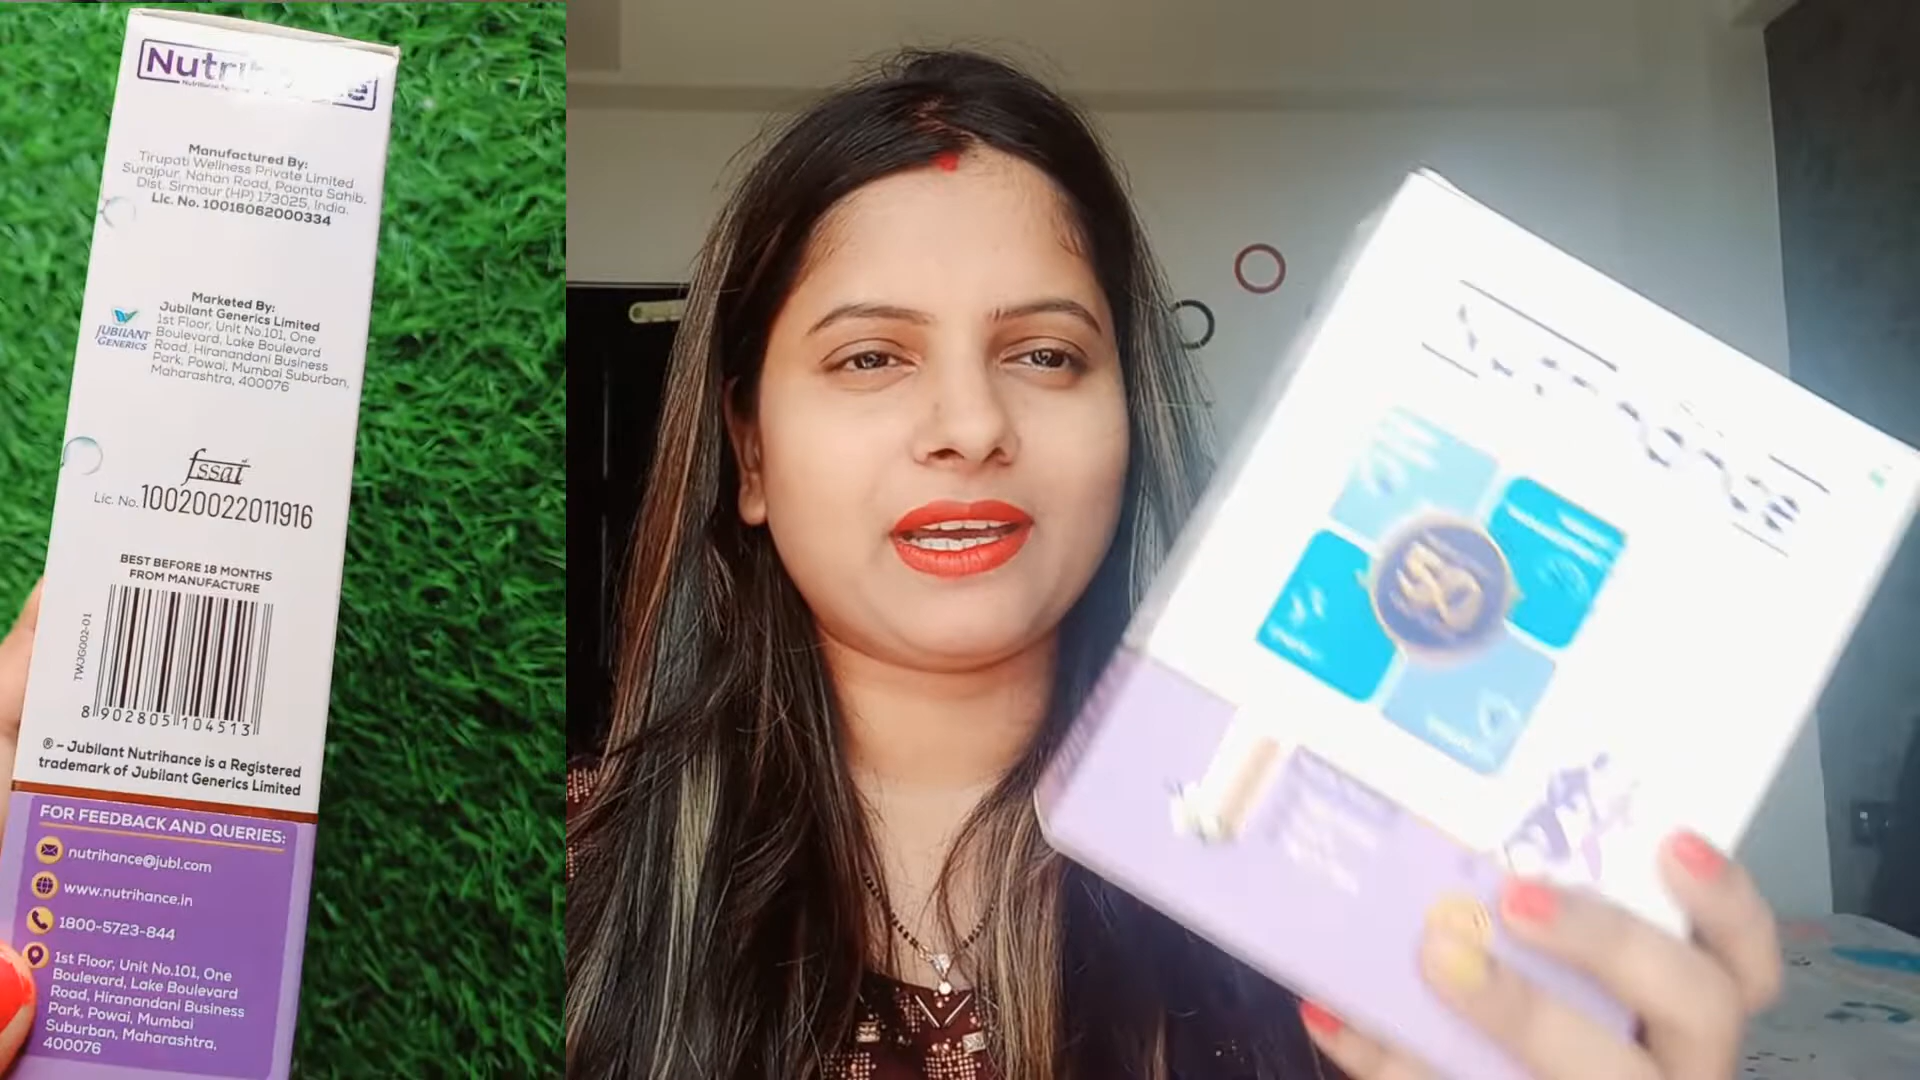 Manufactured By:
Tirupati Wellness Private Limited
Surajpur, Nahan Road, Paonta Sahib,
Dist. Sirmaur (HP) 173025, India.
Lic. No. 10016062000334
Marketed By:
Jubilant Generics Limited
1st Floor, Unit No.101, One
Boulevard, Lake Boulevard
Road, Hiranandani Business
Park, Powai, Mumbai Suburban,
Maharashtra, 400076
JUBILANT
GENERICS
fssai
Lic. No. 10020022011916
BEST BEFORE 18 MONTHS
FROM MANUFACTURE
TWJG002-01
8 902805 104513
® – Jubilant Nutrihance is a Registered
trademark of Jubilant Generics Limited
FOR FEEDBACK AND QUERIES:
nutrihance@jubl.com
www.nutrihance.in
1800-5723-844
1st Floor, Unit No.101, One
Boulevard, Lake Boulevard
Road, Hiranandani Business
Park, Powai, Mumbai
Suburban, Maharashtra,
400076
50